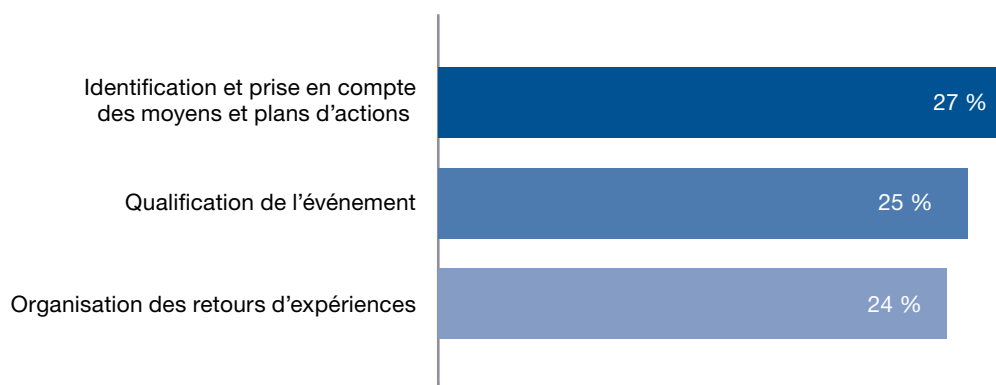 Identification et prise en compte
des moyens et plans d’actions
27 %
Qualification de l’événement
25 %
Organisation des retours d’expériences
24 %